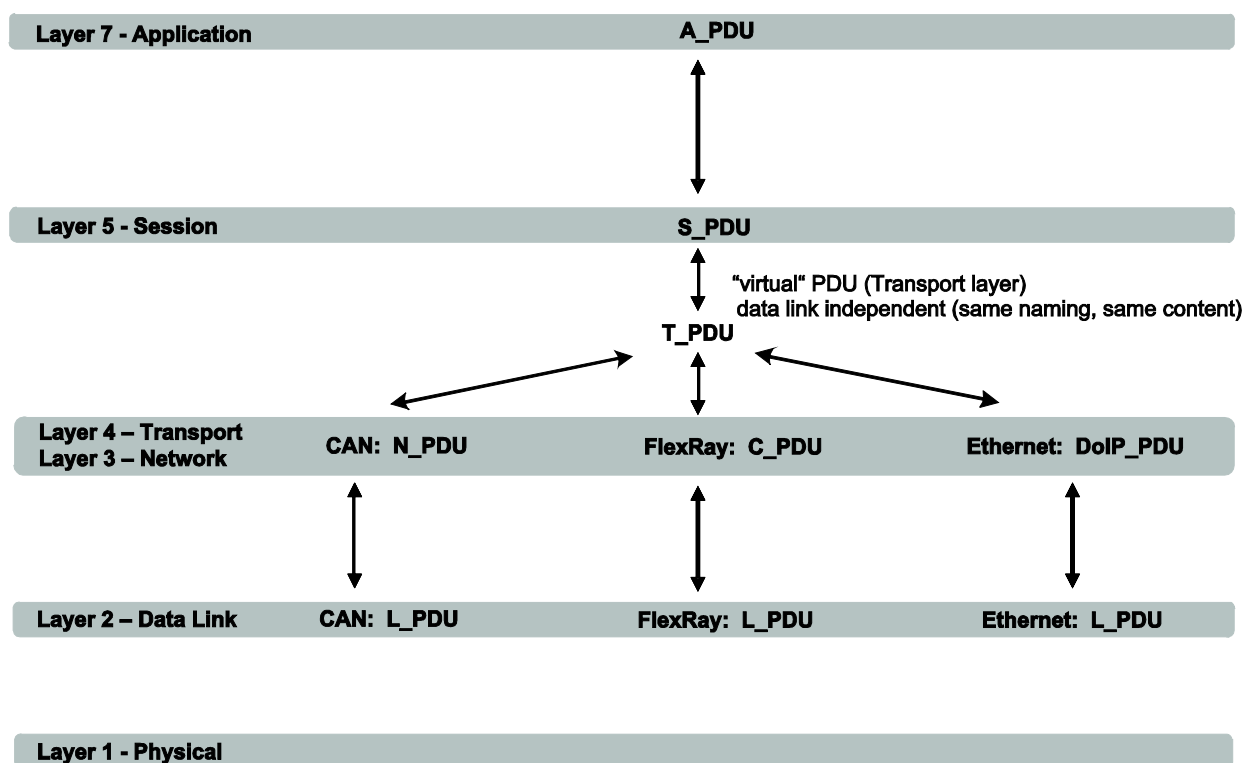 Layer 7 - Application A_PDU
Layer 5 - Session S_PDU
“virtual“ PDU (Transport layer)
data link independent (same naming, same content)
T_PDU
Layer 4 – Transport
Layer 3 – Network
CAN: N_PDU FlexRay: C_PDU Ethernet: DoIP_PDU
Layer 2 – Data Link CAN: L_PDU FlexRay: L_PDU Ethernet: L_PDU
Layer 1 - Physical